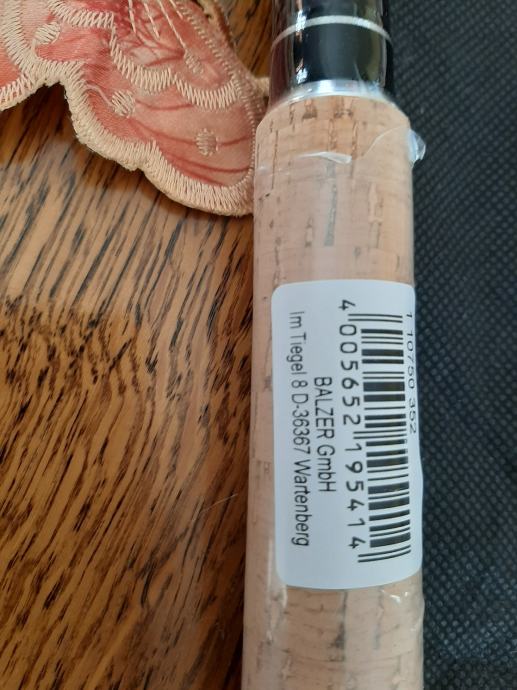 1 10750 352
4 005652 195414
BALZER GmbH
Im Tiegel 8 D-36367 Wartenberg